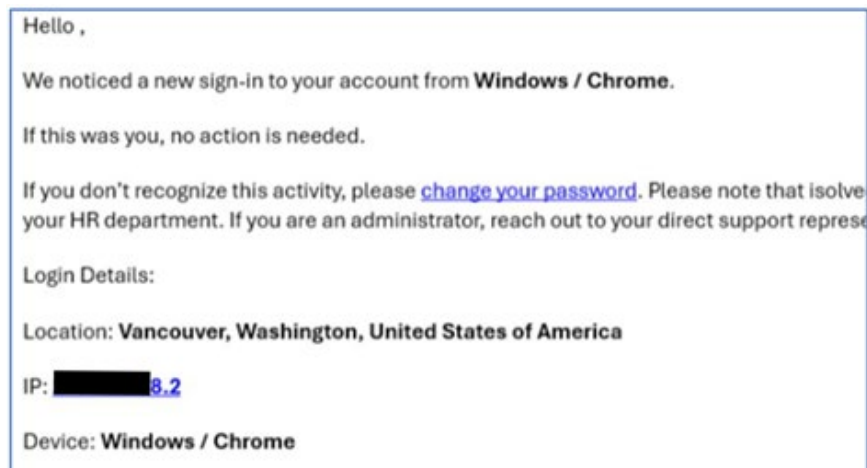 Hello ,
We noticed a new sign-in to your account from Windows / Chrome.
If this was you, no action is needed.
If you don't recognize this activity, please change your password. Please note that isolve
your HR department. If you are an administrator, reach out to your direct support represe
Login Details:
Location: Vancouver, Washington, United States of America
IP: 8.2
Device: Windows / Chrome